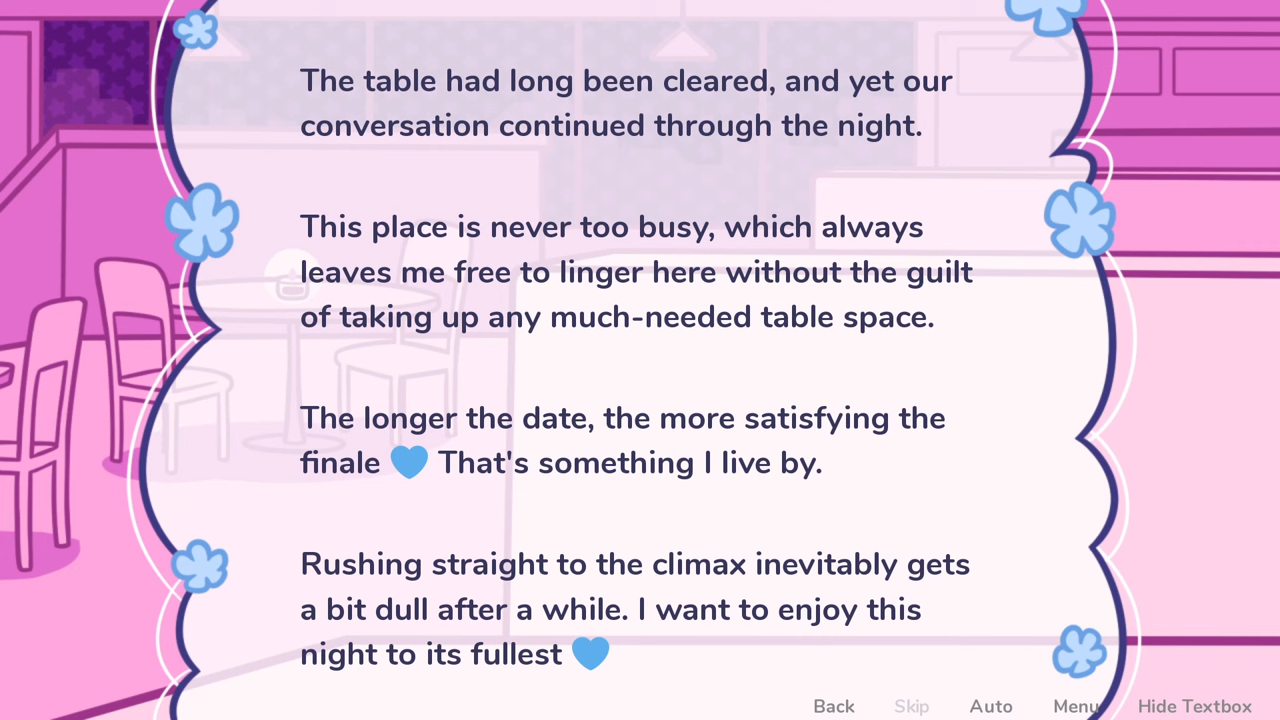 The table had long been cleared, and yet our
conversation continued through the night.
This place is never too busy, which always
leaves me free to linger here without the guilt
of taking up any much-needed table space.
The longer the date, the more satisfying the
finale 💙 That's something I live by.
Rushing straight to the climax inevitably gets
a bit dull after a while. I want to enjoy this
night to its fullest 💙
Back Skip Auto Menu Hide Textbox